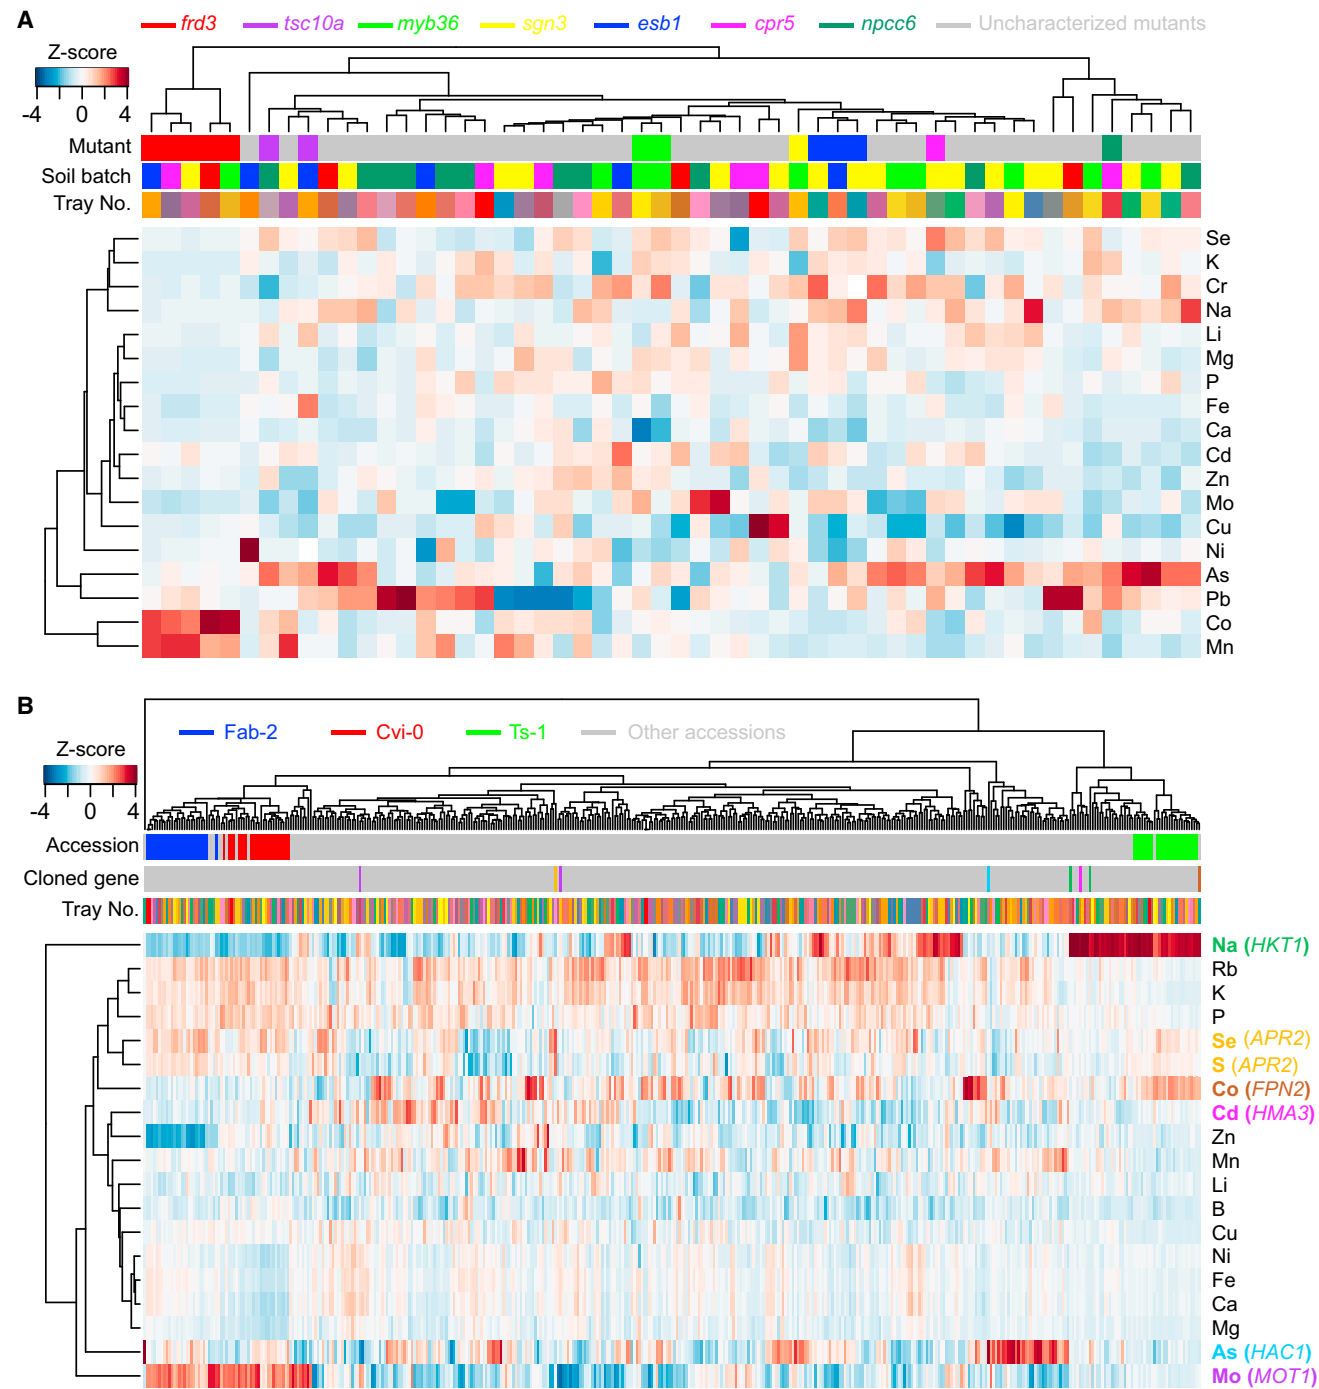 A
frd3 tsc10a myb36 sgn3 esb1 cpr5 npcc6 Uncharacterized mutants
Z-score
-4 0 4
Mutant
Soil batch
Tray No.
Se
K
Cr
Na
Li
Mg
P
Fe
Ca
Cd
Zn
Mo
Cu
Ni
As
Pb
Co
Mn
B
Fab-2 Cvi-0 Ts-1 Other accessions
Z-score
-4 0 4
Accession
Cloned gene
Tray No.
Na (HKT1)
Rb
K
P
Se (APR2)
S (APR2)
Co (FPN2)
Cd (HMA3)
Zn
Mn
Li
B
Cu
Ni
Fe
Ca
Mg
As (HAC1)
Mo (MOT1)